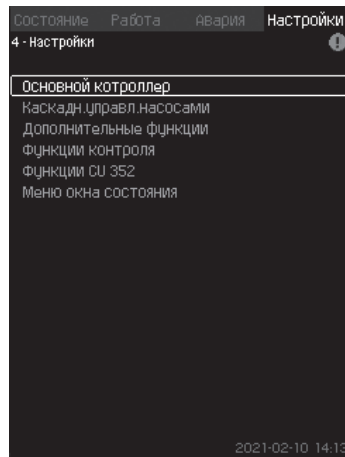 Состояние Работа Авария Настройки
4 - Настройки
Основной котроллер
Каскадн.управл.насосами
Дополнительные функции
Функции контроля
Функции CU 352
Меню окна состояния
2021-02-10 14:13